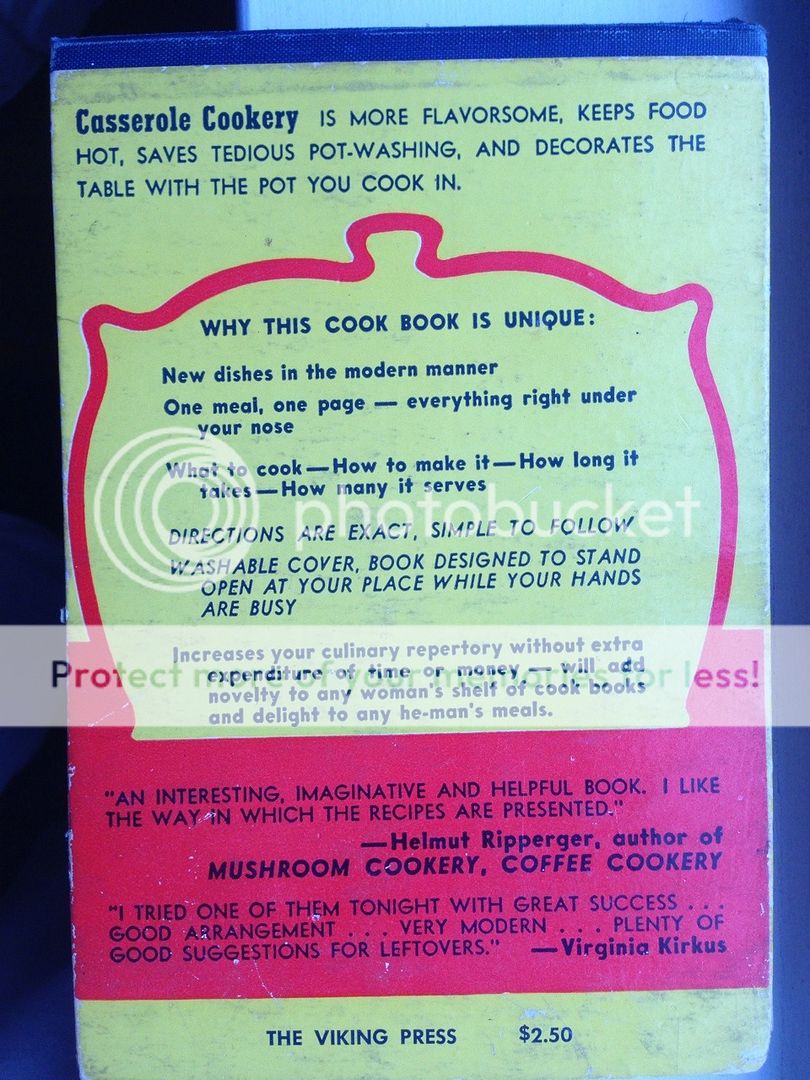 Casserole Cookery IS MORE FLAVORSOME, KEEPS FOOD
HOT, SAVES TEDIOUS POT-WASHING, AND DECORATES THE
TABLE WITH THE POT YOU COOK IN.
WHY THIS COOK BOOK IS UNIQUE:
New dishes in the modern manner
One meal, one page — everything right under
your nose
What to cook—How to make it—How long it
takes—How many it serves
photobucket
DIRECTIONS ARE EXACT, SIMPLE TO FOLLOW
WASHABLE COVER, BOOK DESIGNED TO STAND
OPEN AT YOUR PLACE WHILE YOUR HANDS
ARE BUSY
Increases your culinary repertory without extra
expenditure of time or money — will add
Protect more of your memories for less!
novelty to any woman's shelf of cook books
and delight to any he-man's meals.
"AN INTERESTING, IMAGINATIVE AND HELPFUL BOOK. I LIKE
THE WAY IN WHICH THE RECIPES ARE PRESENTED."
—Helmut Ripperger, author of
MUSHROOM COOKERY, COFFEE COOKERY
"I TRIED ONE OF THEM TONIGHT WITH GREAT SUCCESS . . .
GOOD ARRANGEMENT . . . VERY MODERN . . . PLENTY OF
GOOD SUGGESTIONS FOR LEFTOVERS." —Virginia Kirkus
THE VIKING PRESS $2.50